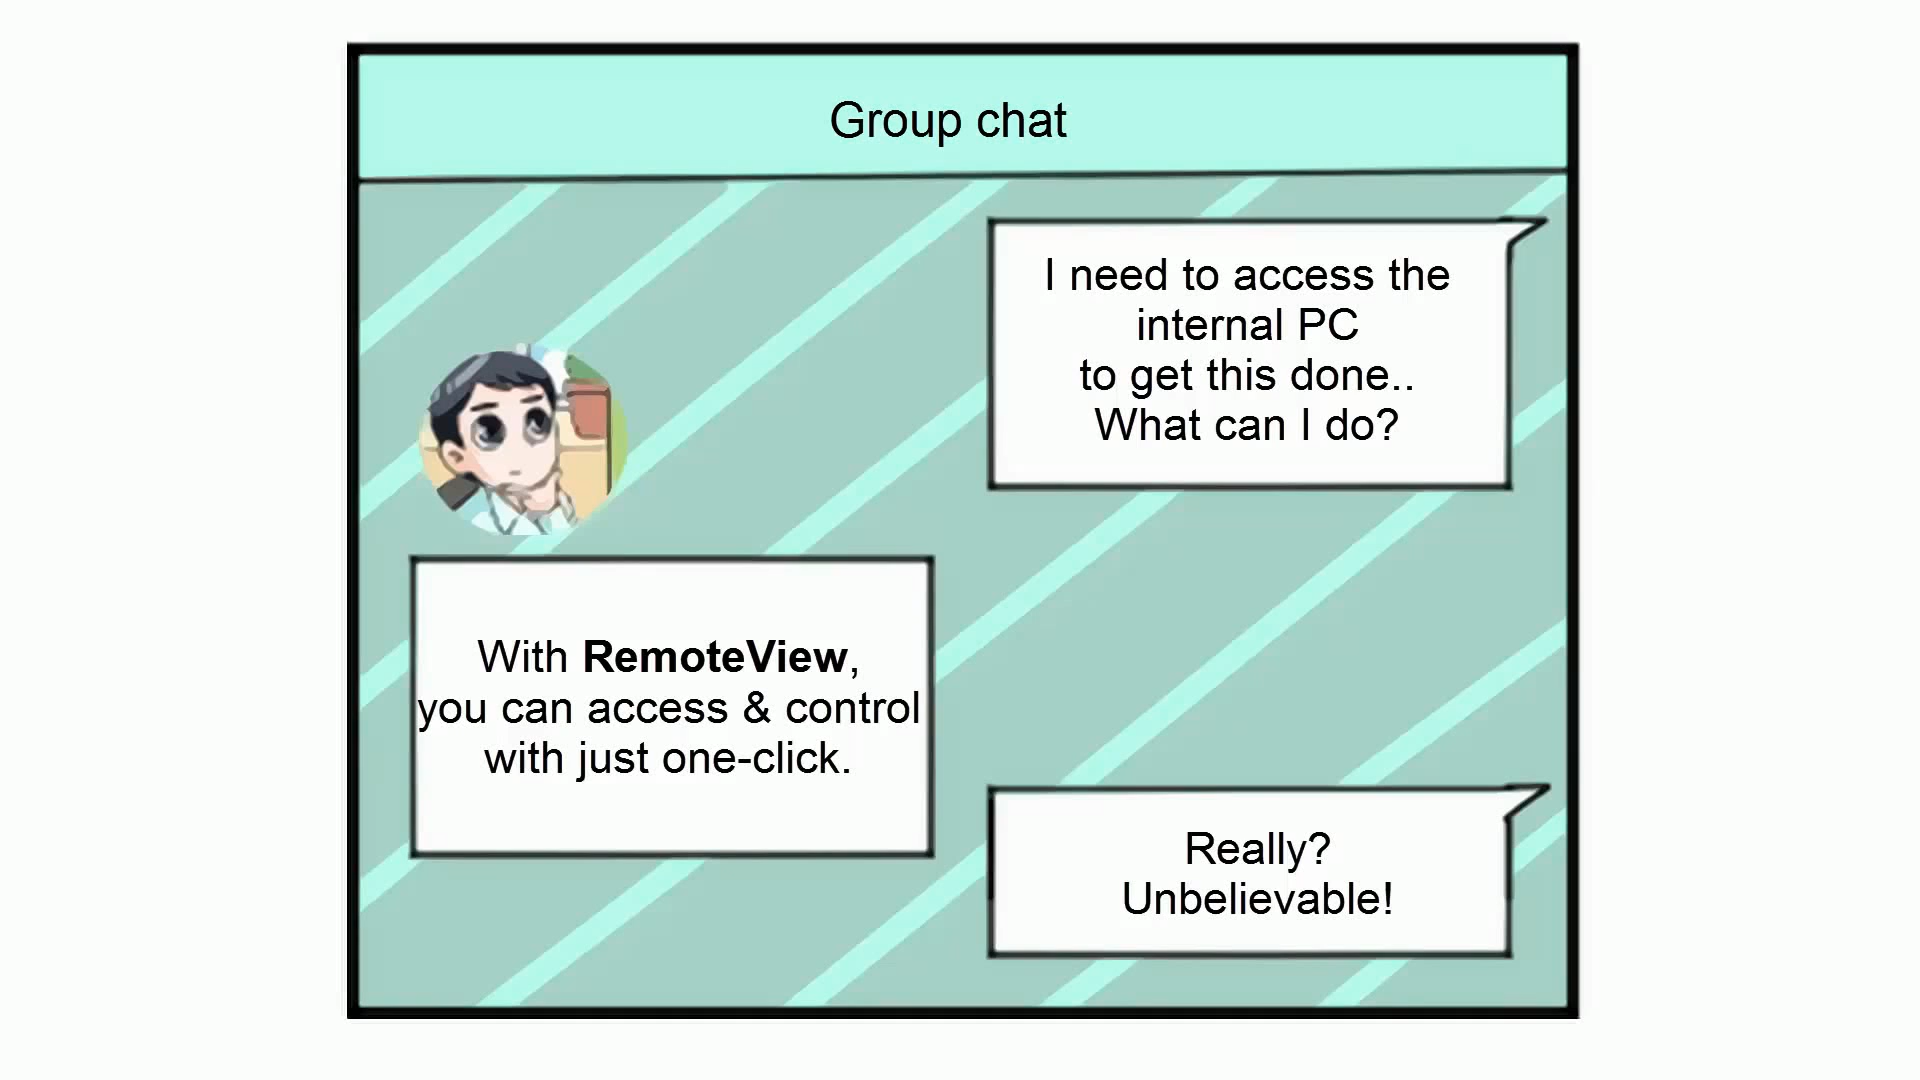 Group chat
I need to access the
internal PC
to get this done..
What can I do?
With RemoteView,
you can access & control
with just one-click.
Really?
Unbelievable!